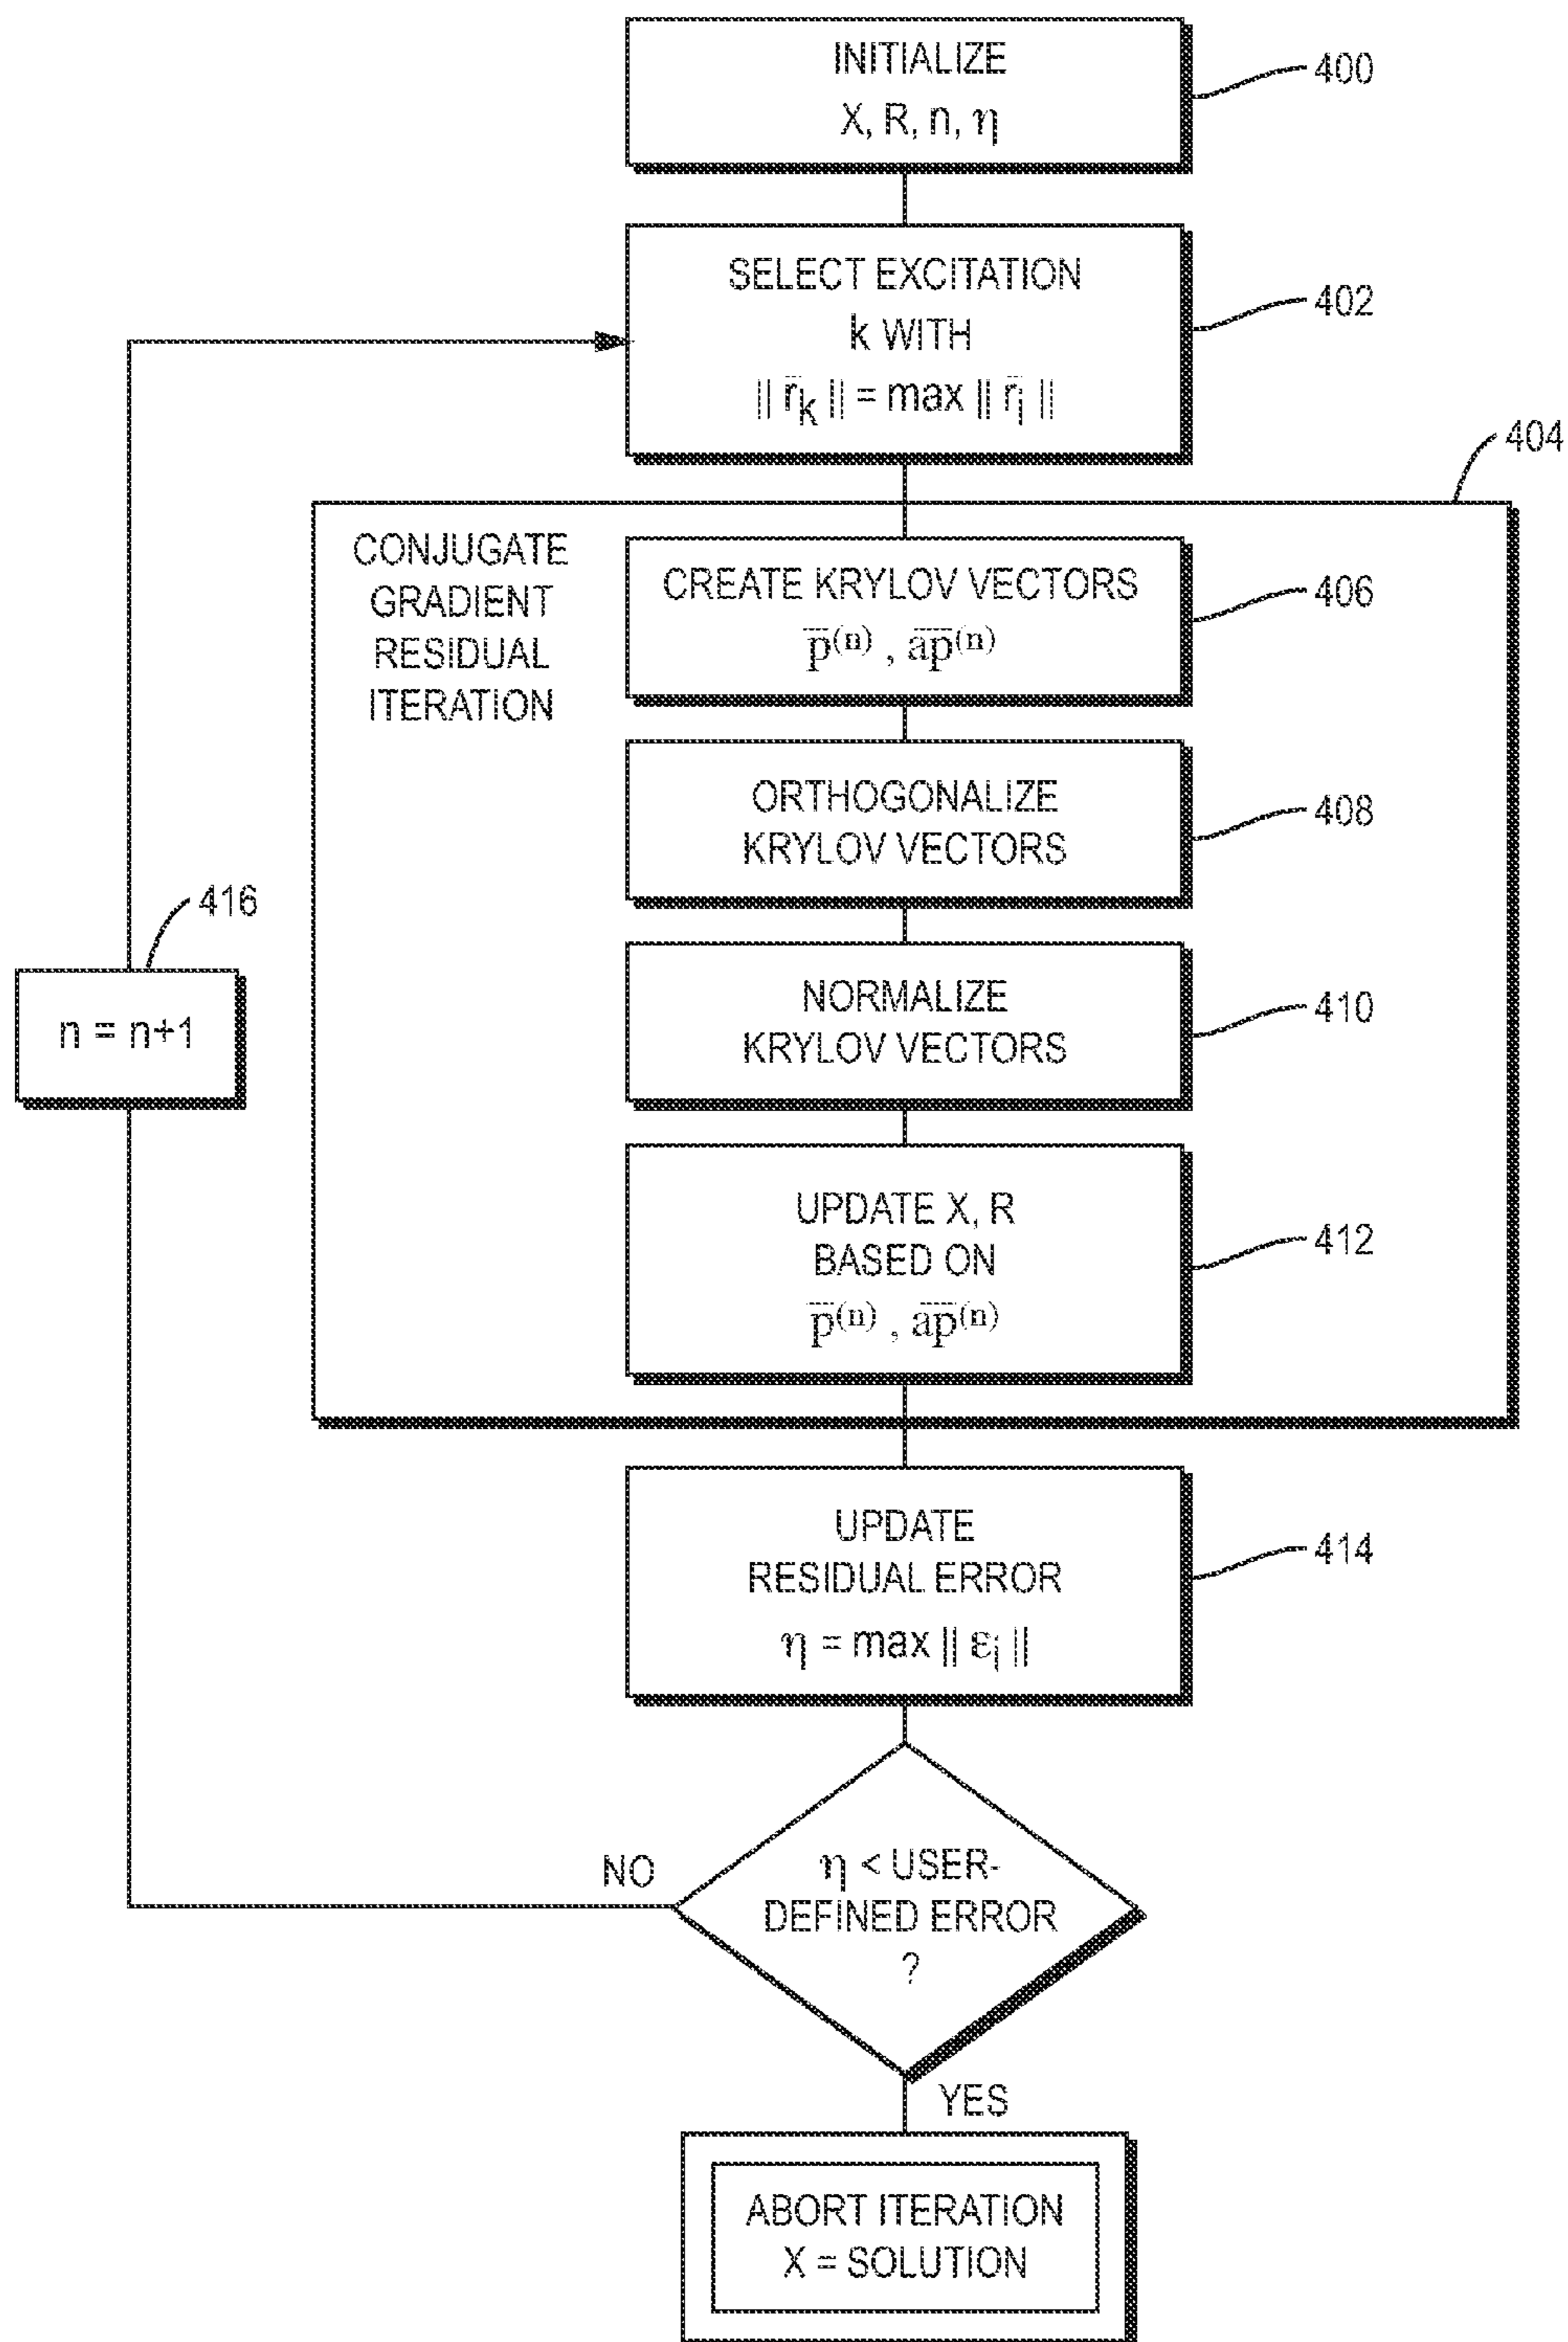 INITIALIZE
X, R, n, η
400
SELECT EXCITATION
k WITH
|| r̄k || = max || r̄i ||
402
404
CONJUGATE
GRADIENT
RESIDUAL
ITERATION
CREATE KRYLOV VECTORS
p̅⁽ⁿ⁾ , a̅p̅⁽ⁿ⁾
406
ORTHOGONALIZE
KRYLOV VECTORS
408
416
n = n+1
NORMALIZE
KRYLOV VECTORS
410
UPDATE X, R
BASED ON
p̅⁽ⁿ⁾ , a̅p̅⁽ⁿ⁾
412
UPDATE
RESIDUAL ERROR
η = max || εi ||
414
NO
η < USER-
DEFINED ERROR
?
YES
ABORT ITERATION
X = SOLUTION